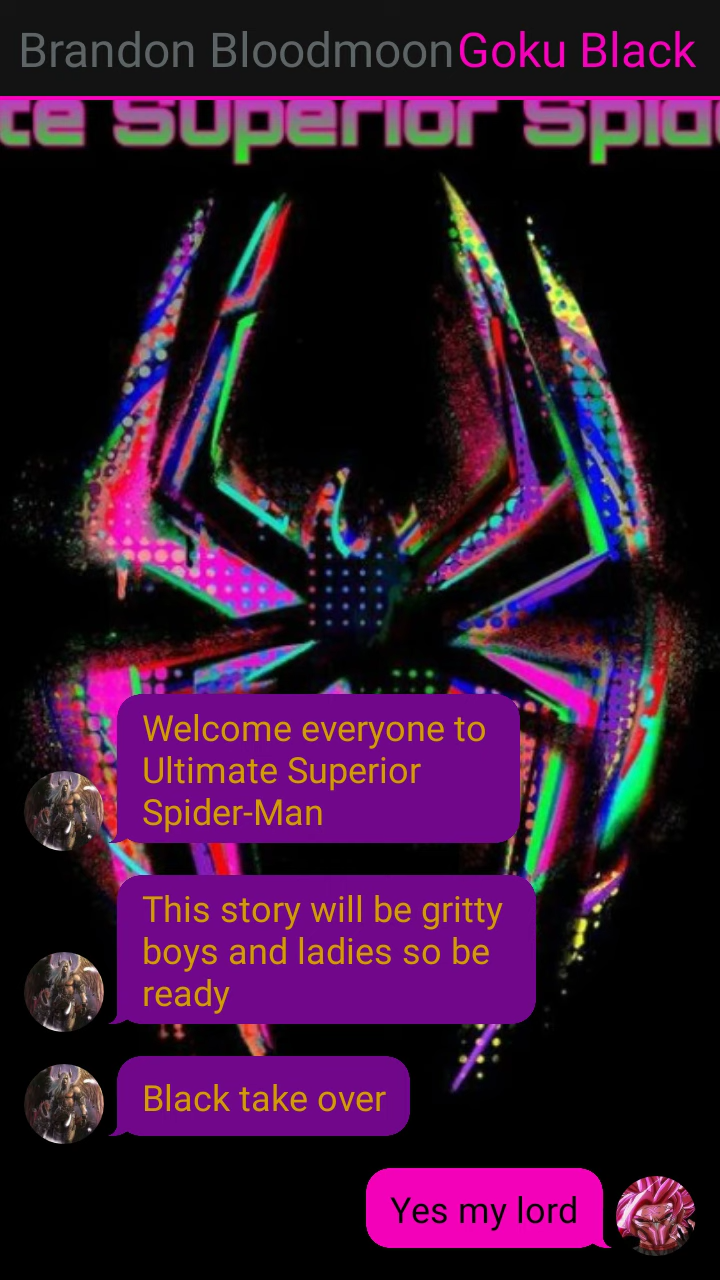 Brandon Bloodmoon Goku Black
te Superior Spid
Welcome everyone to
Ultimate Superior
Spider-Man
This story will be gritty
boys and ladies so be
ready
Black take over
Yes my lord